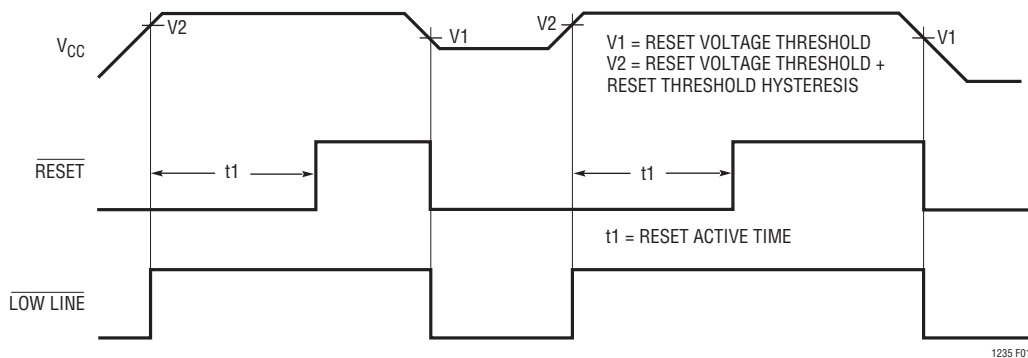 V2
V1
V2
V1
VCC
V1 = RESET VOLTAGE THRESHOLD
V2 = RESET VOLTAGE THRESHOLD +
RESET THRESHOLD HYSTERESIS
RESET
t1
t1
t1 = RESET ACTIVE TIME
LOW LINE
1235 F01